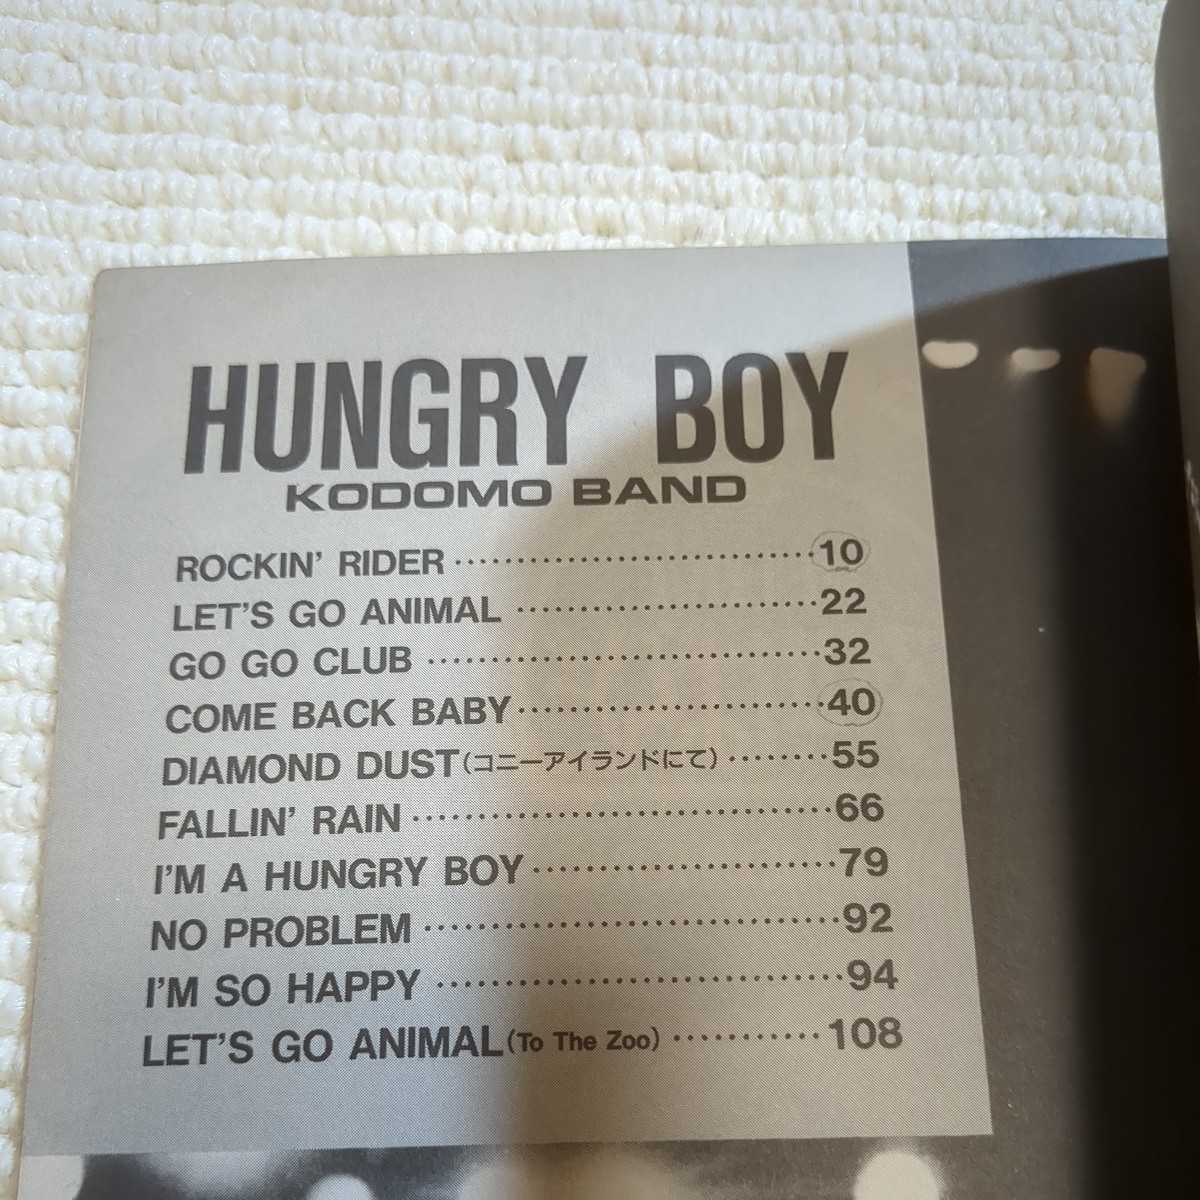 HUNGRY BOY
KODOMO BAND
ROCKIN' RIDER ········································ 10
LET'S GO ANIMAL ········································ 22
GO GO CLUB ········································ 32
COME BACK BABY ········································ 40
DIAMOND DUST(コニーアイランドにて) ········ 55
FALLIN' RAIN ········································ 66
I'M A HUNGRY BOY ········································ 79
NO PROBLEM ········································ 92
I'M SO HAPPY ········································ 94
LET'S GO ANIMAL(To The Zoo) ··········· 108